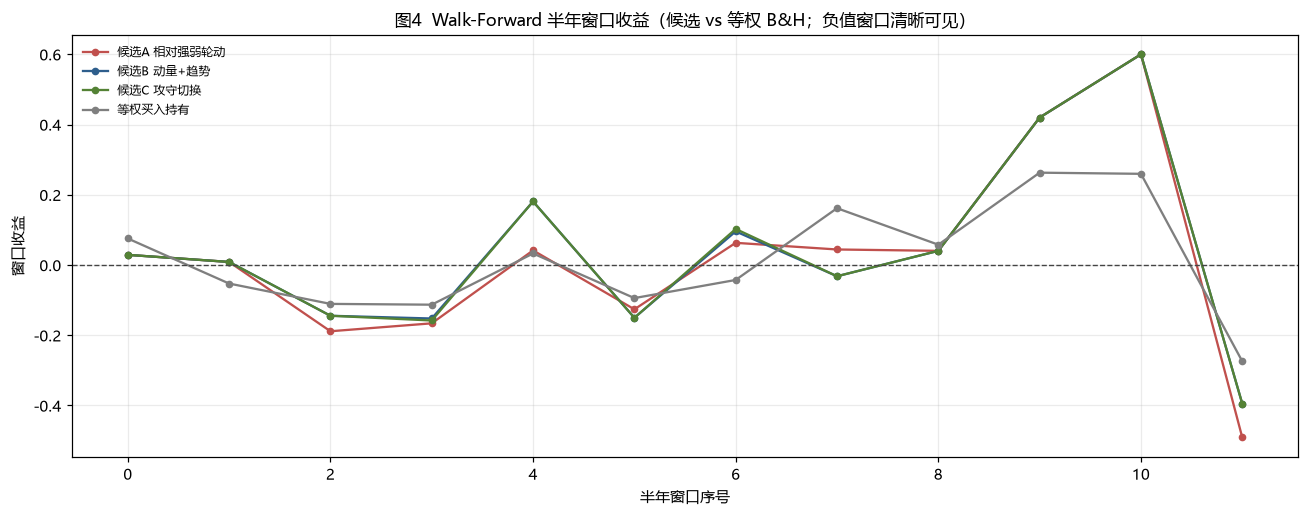 图4  Walk-Forward 半年窗口收益（候选 vs 等权 B&H；负值窗口清晰可见）
候选A 相对强弱轮动
候选B 动量+趋势
候选C 攻守切换
等权买入持有
窗口收益
0.6
0.4
0.2
0.0
-0.2
-0.4
0 2 4 6 8 10
半年窗口序号